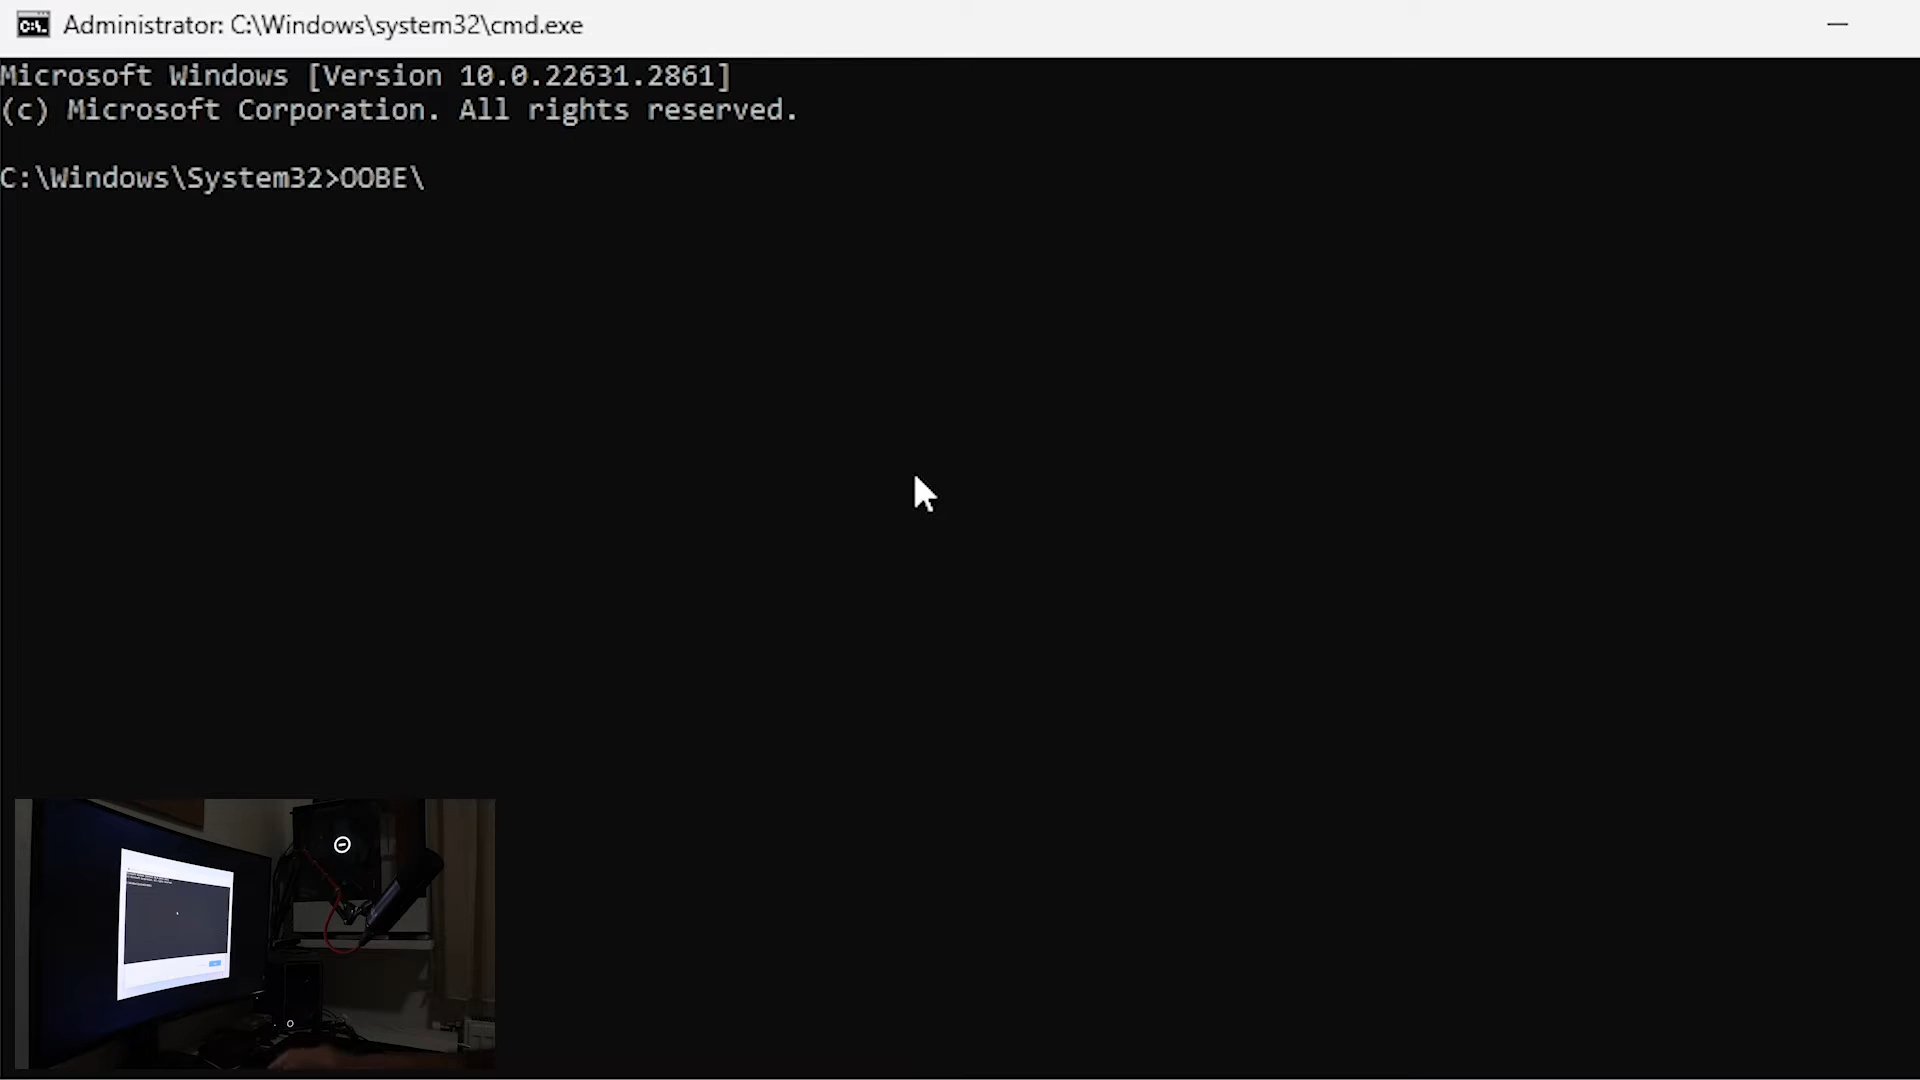 Administrator: C:\Windows\system32\cmd.exe
Microsoft Windows [Version 10.0.22631.2861]
(c) Microsoft Corporation. All rights reserved.
C:\Windows\System32>OOBE\